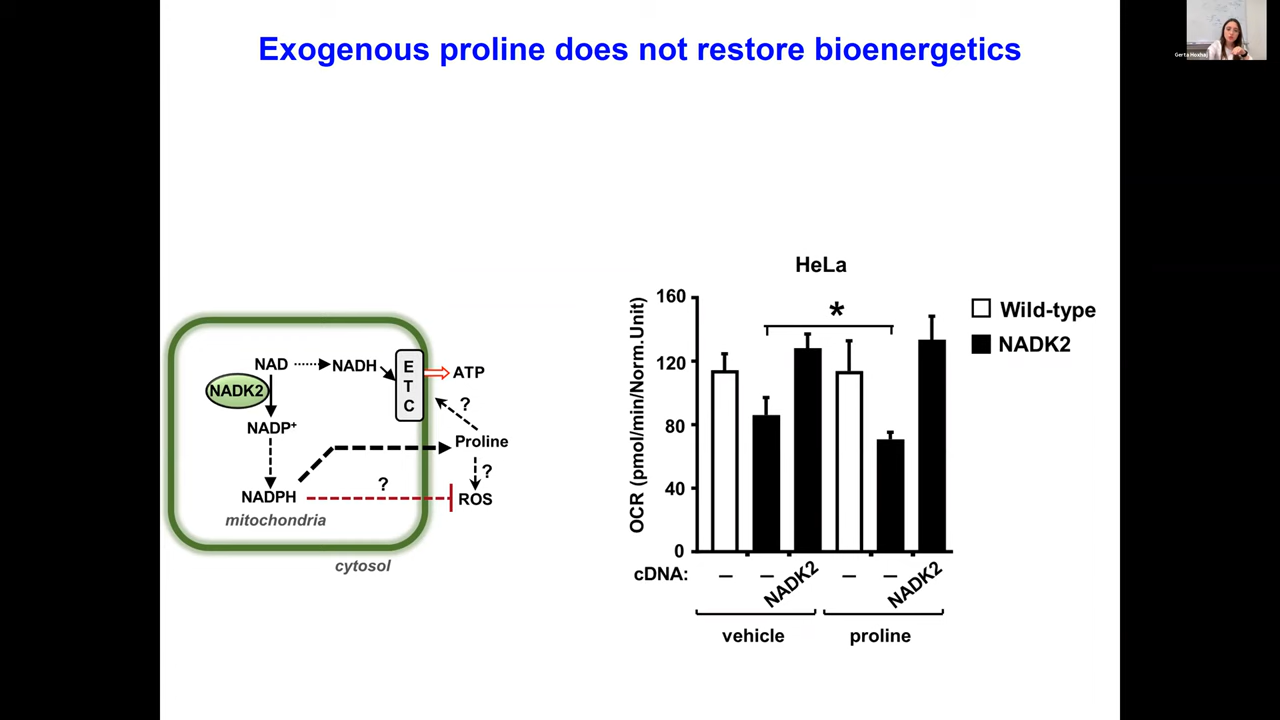 Exogenous proline does not restore bioenergetics
NAD
NADH
E
T
C
ATP
NADK2
?
NADP+
Proline
?
?
NADPH
ROS
mitochondria
cytosol
HeLa
OCR (pmol/min/Norm.Unit)
160
120
80
40
0
*
Wild-type
NADK2
cDNA: – – NADK2 – – NADK2
vehicle
proline